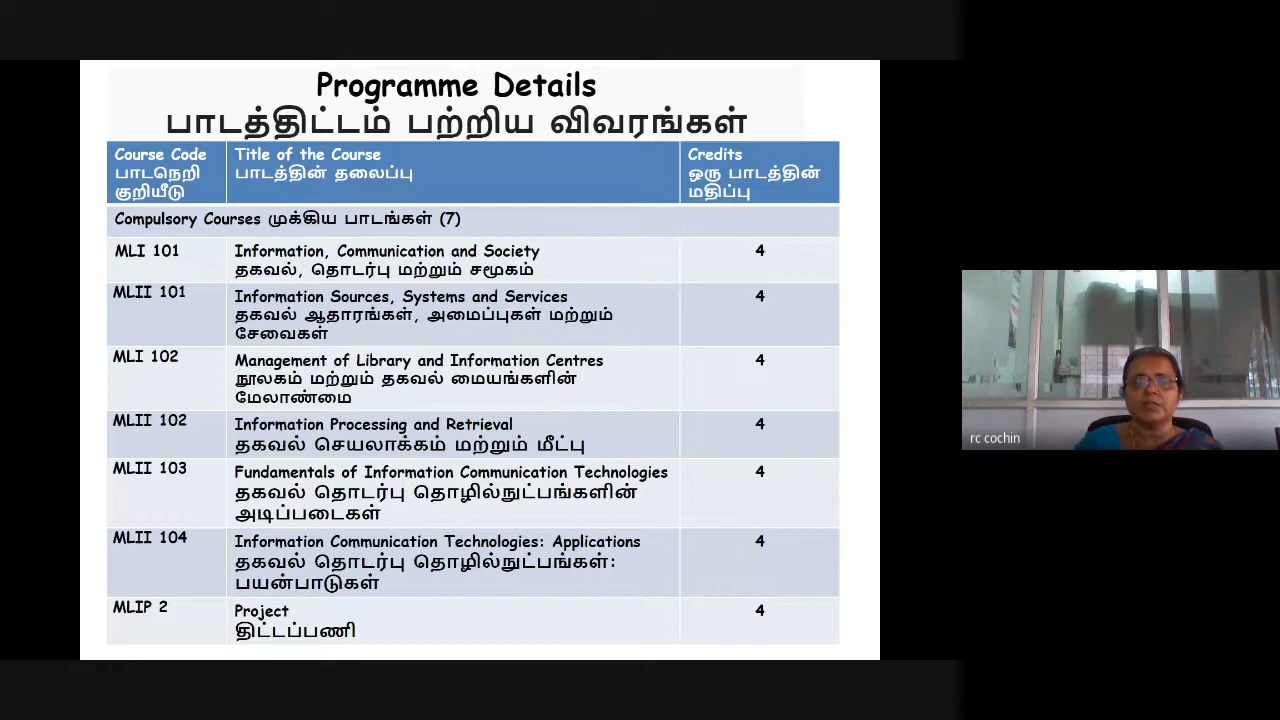 Programme Details
பாடத்திட்டம் பற்றிய விவரங்கள்
Course Code
பாடநெறி
குறியீடு
Title of the Course
பாடத்தின் தலைப்பு
Credits
ஒரு பாடத்தின்
மதிப்பு
Compulsory Courses முக்கிய பாடங்கள் (7)
MLI 101
Information, Communication and Society
தகவல், தொடர்பு மற்றும் சமூகம்
4
MLII 101
Information Sources, Systems and Services
தகவல் ஆதாரங்கள், அமைப்புகள் மற்றும்
சேவைகள்
4
MLI 102
Management of Library and Information Centres
நூலகம் மற்றும் தகவல் மையங்களின்
மேலாண்மை
4
MLII 102
Information Processing and Retrieval
தகவல் செயலாக்கம் மற்றும் மீட்பு
4
MLII 103
Fundamentals of Information Communication Technologies
தகவல் தொடர்பு தொழில்நுட்பங்களின்
அடிப்படைகள்
4
MLII 104
Information Communication Technologies: Applications
தகவல் தொடர்பு தொழில்நுட்பங்கள்:
பயன்பாடுகள்
4
MLIP 2
Project
திட்டப்பணி
4
rc cochin